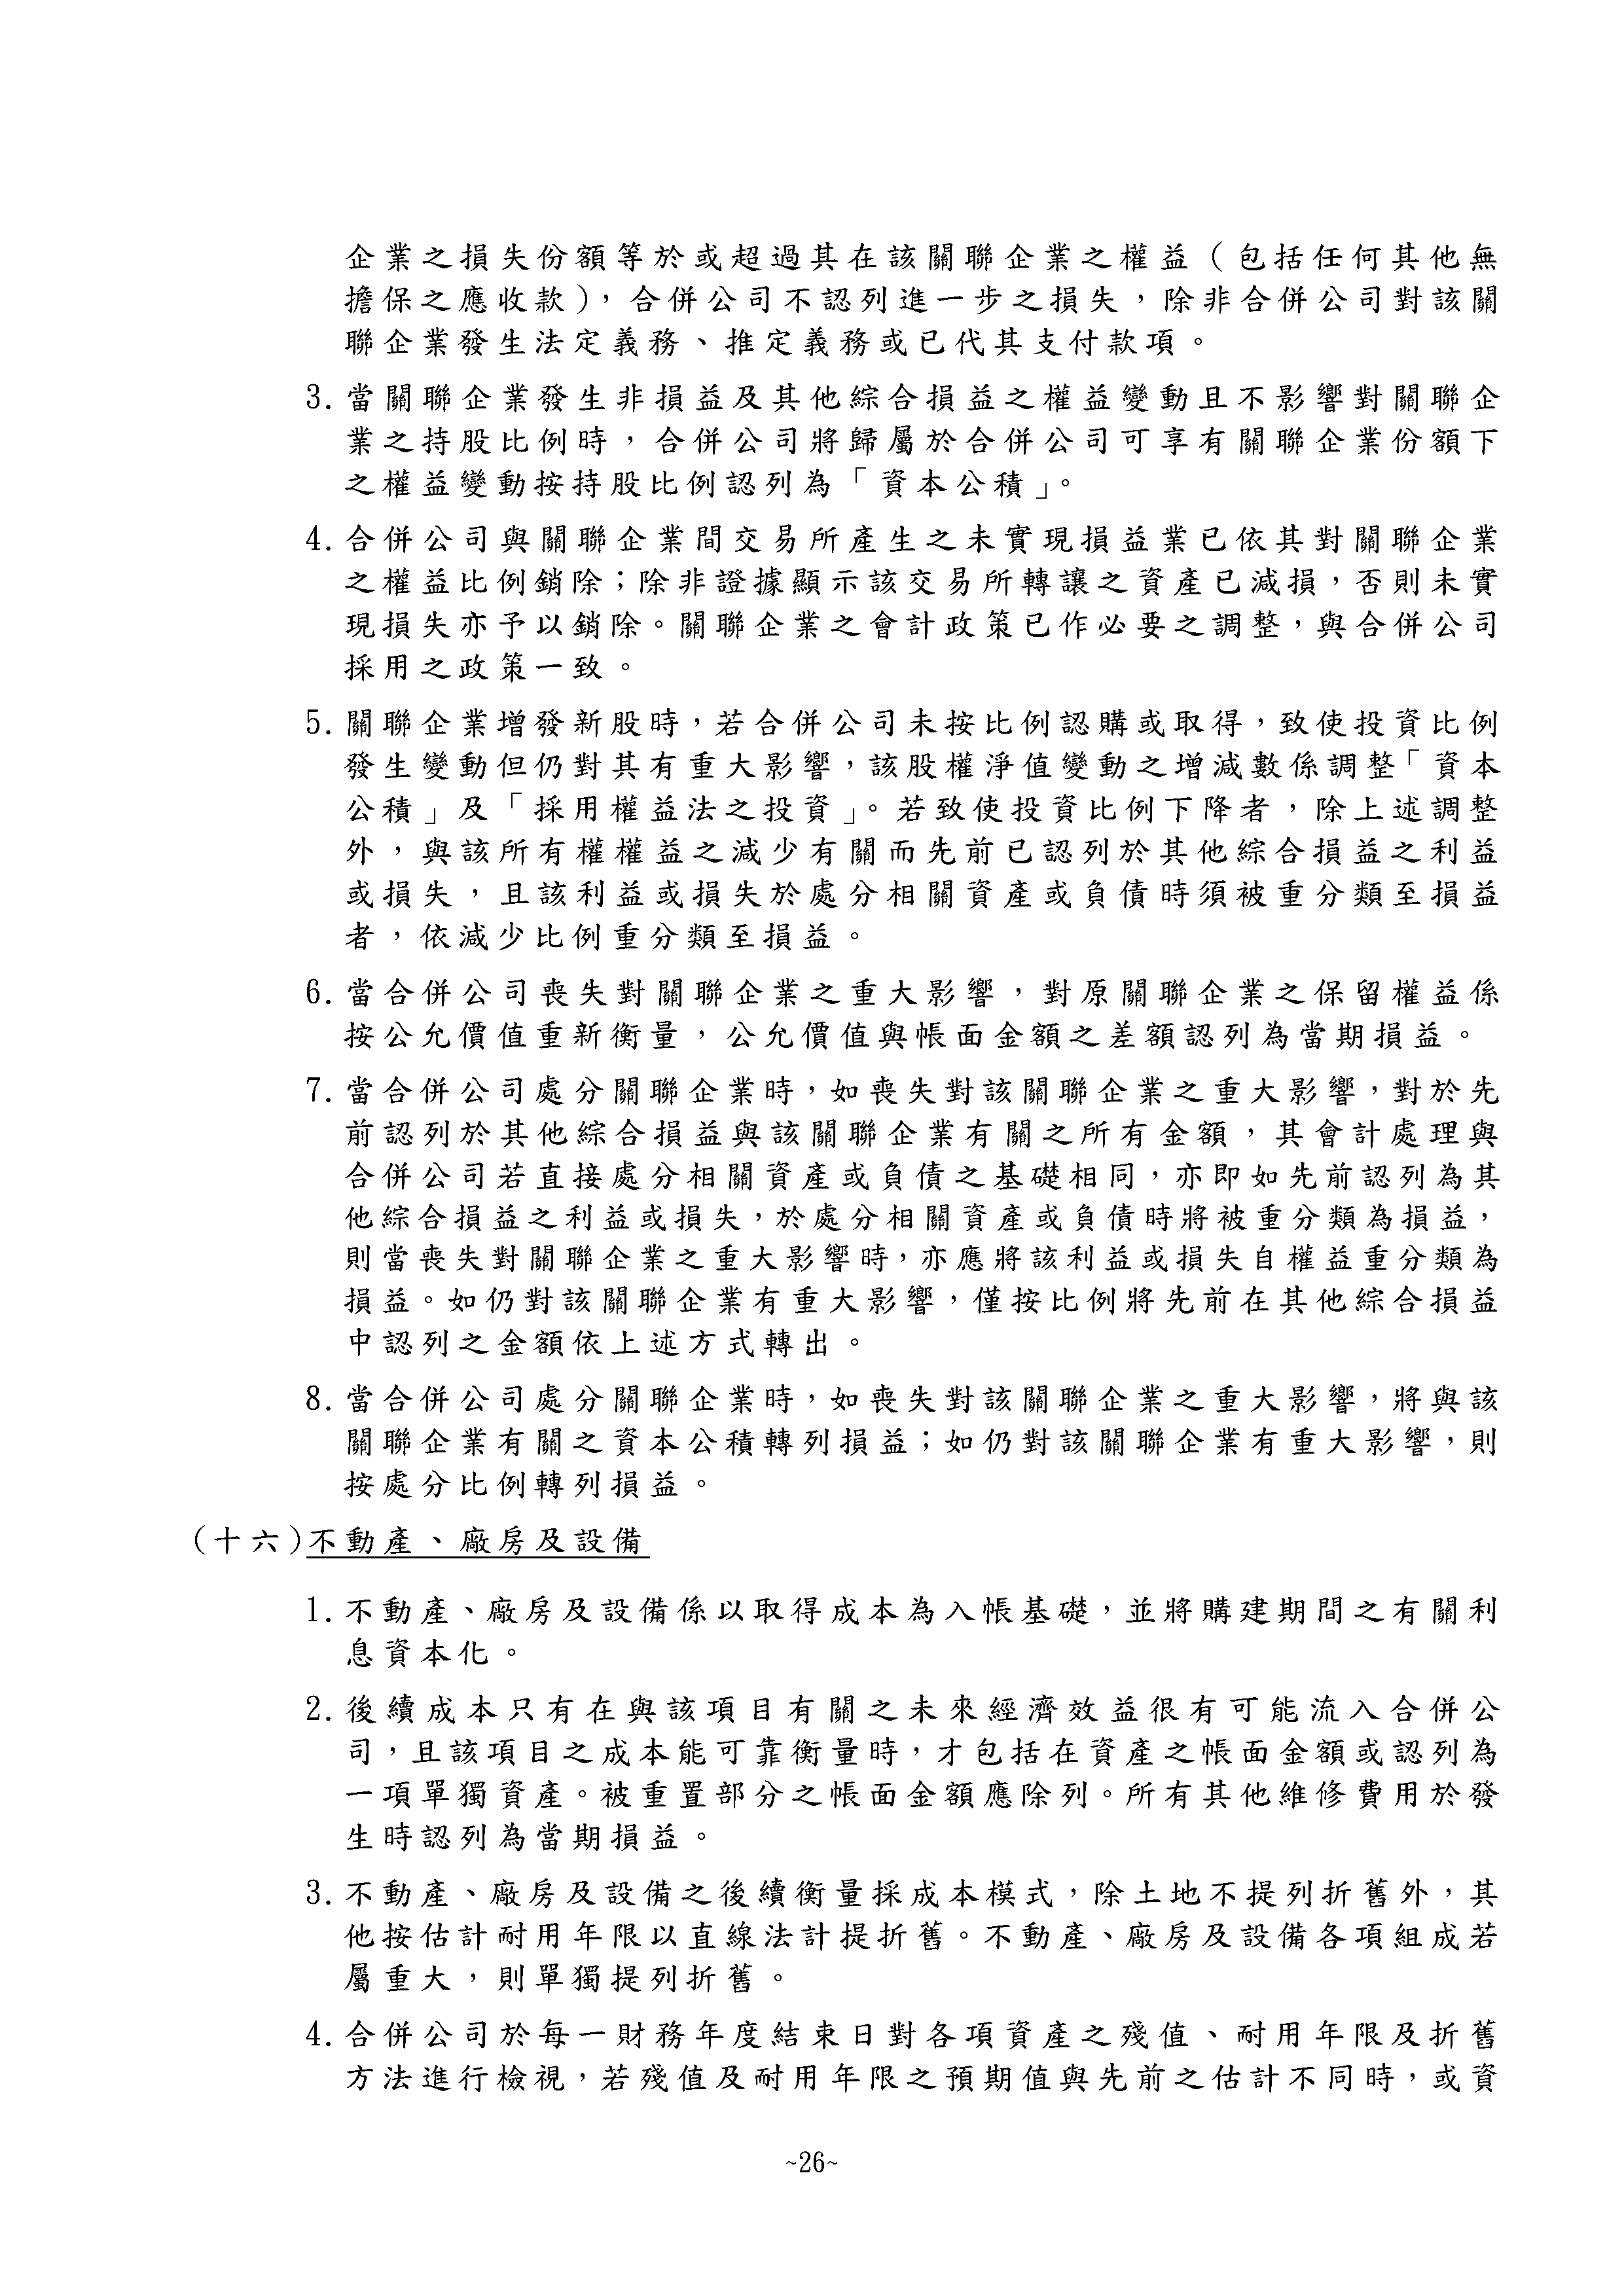 企業之損失份額等於或超過其在該關聯企業之權益（包括任何其他無
擔保之應收款），合併公司不認列進一步之損失，除非合併公司對該關
聯企業發生法定義務、推定義務或已代其支付款項。
3.當關聯企業發生非損益及其他綜合損益之權益變動且不影響對關聯企
業之持股比例時，合併公司將歸屬於合併公司可享有關聯企業份額下
之權益變動按持股比例認列為「資本公積」。
4.合併公司與關聯企業間交易所產生之未實現損益業已依其對關聯企業
之權益比例銷除；除非證據顯示該交易所轉讓之資產已減損，否則未實
現損失亦予以銷除。關聯企業之會計政策已作必要之調整，與合併公司
採用之政策一致。
5.關聯企業增發新股時，若合併公司未按比例認購或取得，致使投資比例
發生變動但仍對其有重大影響，該股權淨值變動之增減數係調整「資本
公積」及「採用權益法之投資」。若致使投資比例下降者，除上述調整
外，與該所有權權益之減少有關而先前已認列於其他綜合損益之利益
或損失，且該利益或損失於處分相關資產或負債時須被重分類至損益
者，依減少比例重分類至損益。
6.當合併公司喪失對關聯企業之重大影響，對原關聯企業之保留權益係
按公允價值重新衡量，公允價值與帳面金額之差額認列為當期損益。
7.當合併公司處分關聯企業時，如喪失對該關聯企業之重大影響，對於先
前認列於其他綜合損益與該關聯企業有關之所有金額，其會計處理與
合併公司若直接處分相關資產或負債之基礎相同，亦即如先前認列為其
他綜合損益之利益或損失，於處分相關資產或負債時將被重分類為損益，
則當喪失對關聯企業之重大影響時，亦應將該利益或損失自權益重分類為
損益。如仍對該關聯企業有重大影響，僅按比例將先前在其他綜合損益
中認列之金額依上述方式轉出。
8.當合併公司處分關聯企業時，如喪失對該關聯企業之重大影響，將與該
關聯企業有關之資本公積轉列損益；如仍對該關聯企業有重大影響，則
按處分比例轉列損益。
（十六）不動產、廠房及設備
1.不動產、廠房及設備係以取得成本為入帳基礎，並將購建期間之有關利
息資本化。
2.後續成本只有在與該項目有關之未來經濟效益很有可能流入合併公
司，且該項目之成本能可靠衡量時，才包括在資產之帳面金額或認列為
一項單獨資產。被重置部分之帳面金額應除列。所有其他維修費用於發
生時認列為當期損益。
3.不動產、廠房及設備之後續衡量採成本模式，除土地不提列折舊外，其
他按估計耐用年限以直線法計提折舊。不動產、廠房及設備各項組成若
屬重大，則單獨提列折舊。
4.合併公司於每一財務年度結束日對各項資產之殘值、耐用年限及折舊
方法進行檢視，若殘值及耐用年限之預期值與先前之估計不同時，或資
~26~